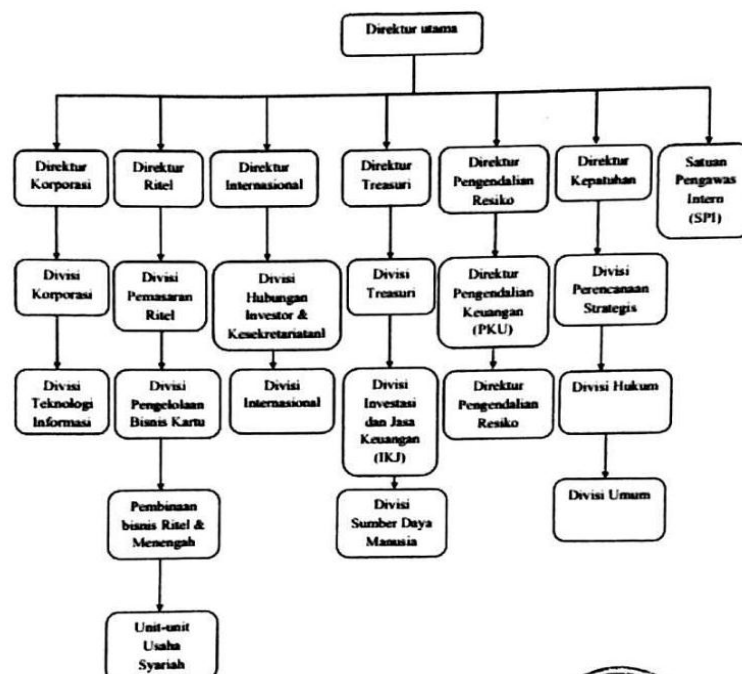 Direktur utama
Direktur
Korporasi
Direktur
Ritel
Direktur
Internasional
Direktur
Treasuri
Direktur
Pengendalian
Resiko
Direktur
Kepatuhan
Satuan
Pengawas
Intern
(SPI)
Divisi
Korporasi
Divisi
Pemasaran
Ritel
Divisi
Hubungan
Investor &
Kesekretariatanl
Divisi
Treasuri
Direktur
Pengendalian
Keuangan
(PKU)
Divisi
Perencanaan
Strategis
Divisi
Teknologi
Informasi
Divisi
Pengelolaan
Bisnis Kartu
Divisi
Internasional
Divisi
Investasi
dan Jasa
Keuangan
(IKJ)
Direktur
Pengendalian
Resiko
Divisi Hukum
Pembinaan
bisnis Ritel &
Menengah
Divisi
Sumber Daya
Manusia
Divisi Umum
Unit-unit
Usaha
Syariah